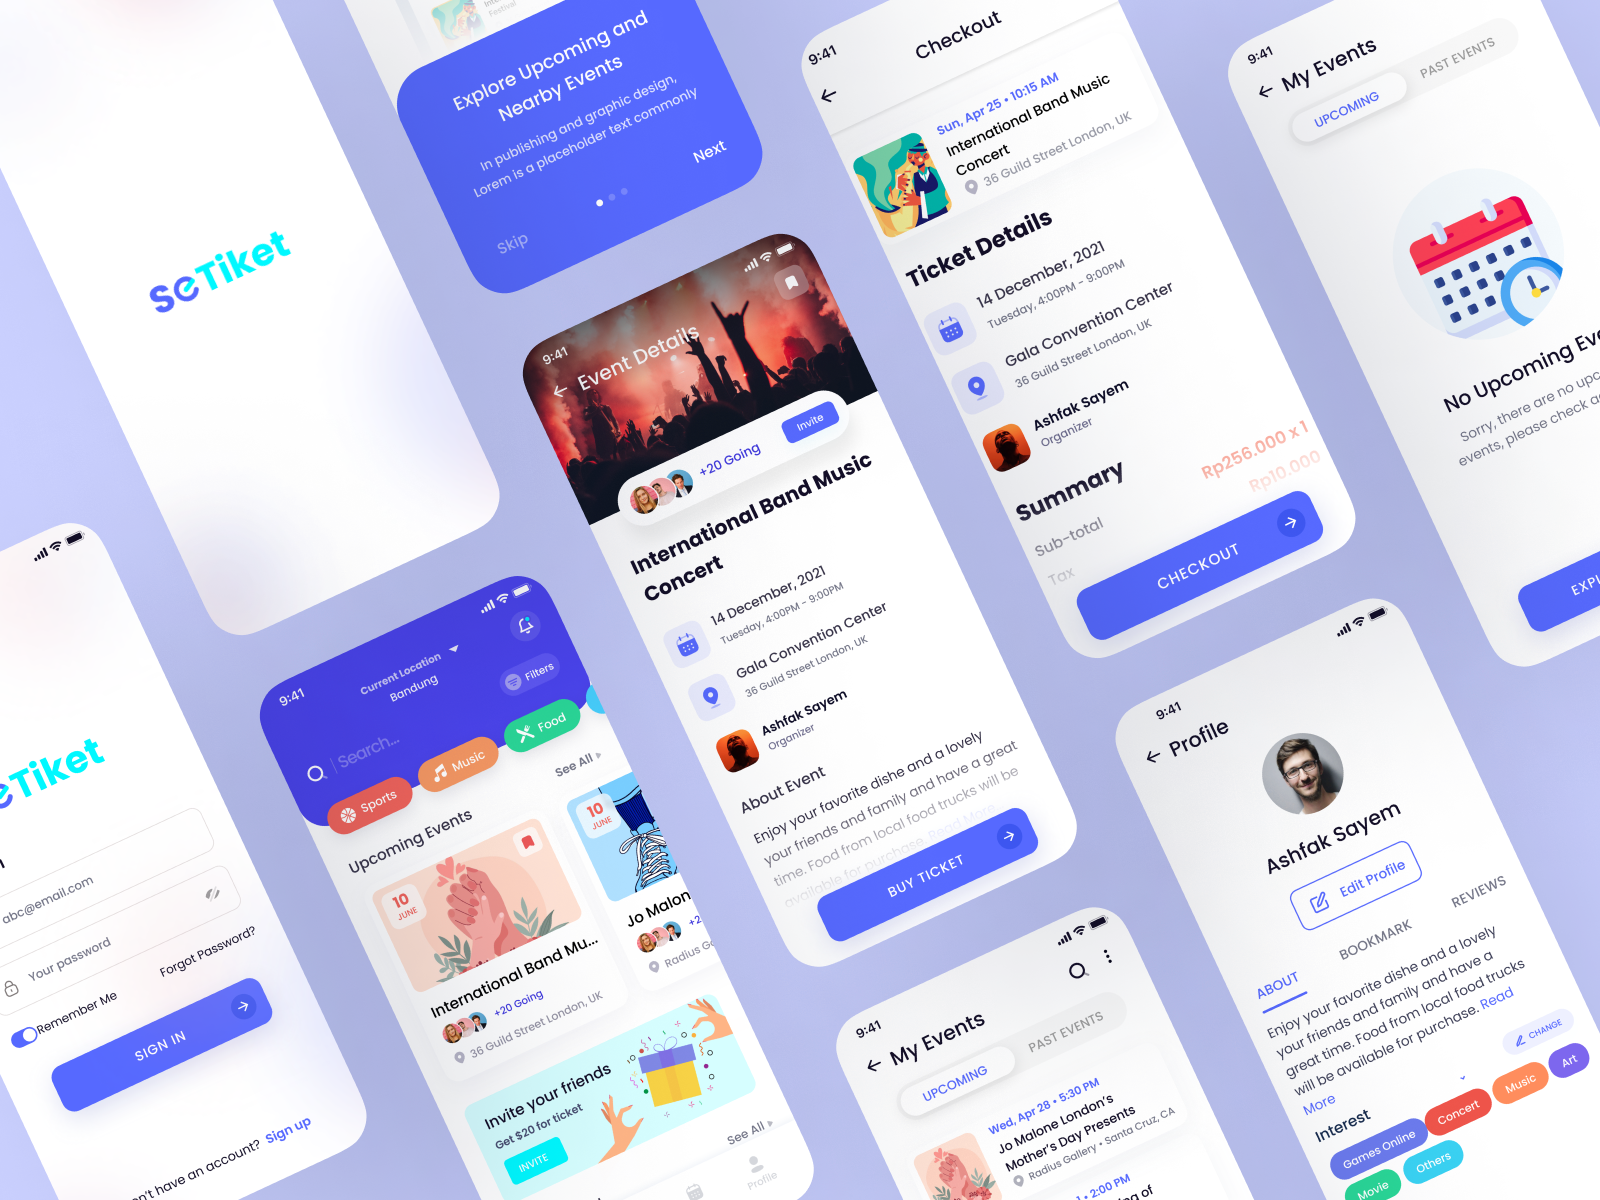 SeTiket
Festival
Explore Upcoming and
Nearby Events
In publishing and graphic design,
Lorem is a placeholder text commonly
Next
Skip
9:41
Checkout
Sun, Apr 25 • 10:15 AM
International Band Music
Concert
36 Guild Street London, UK
Ticket Details
14 December, 2021
Tuesday, 4:00PM - 9:00PM
Gala Convention Center
36 Guild Street London, UK
Ashfak Sayem
Organizer
Summary
Rp256.000 x 1
Sub-total
Rp10.000
Tax
CHECKOUT
9:41
My Events
UPCOMING
PAST EVENTS
No Upcoming
Sorry, there are no
events, please check
9:41
Event Details
+20 Going
Invite
International Band Music
Concert
14 December, 2021
Tuesday, 4:00PM - 9:00PM
Gala Convention Center
36 Guild Street London, UK
Ashfak Sayem
Organizer
About Event
Enjoy your favorite dishe and a lovely
your friends and family and have a great
time. Food from local food trucks will be
available for purchase. Read More
BUY TICKET
Tiket
abc@email.com
Your password
Remember Me
Forgot Password?
SIGN IN
have an account? Sign up
9:41
Current Location
Bandung
Search...
Filters
Sports
Music
Food
Upcoming Events
See All
10
JUNE
International Band Mu...
+20 Going
36 Guild Street London, UK
10
JUNE
Jo Malon
Radius
Invite your friends
Get $20 for ticket
INVITE
See All
Profile
9:41
My Events
UPCOMING
PAST EVENTS
Wed, Apr 28 • 5:30 PM
Jo Malone London's
Mother's Day Presents
Radius Gallery • Santa Cruz, CA
2:00 PM
9:41
Profile
Ashfak Sayem
Edit Profile
ABOUT
BOOKMARK
REVIEWS
Enjoy your favorite dishe and a lovely
your friends and family and have a
great time. Food from local food trucks
will be available for purchase. Read
More
Interest
CHANGE
Games Online
Concert
Music
Art
Movie
Others